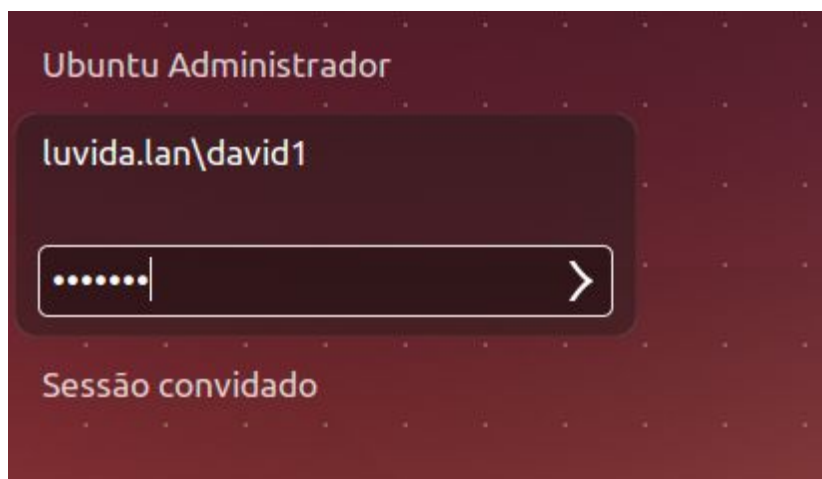 Ubuntu Administrador
luvida.lan\david1
•••••••
Sessão convidado